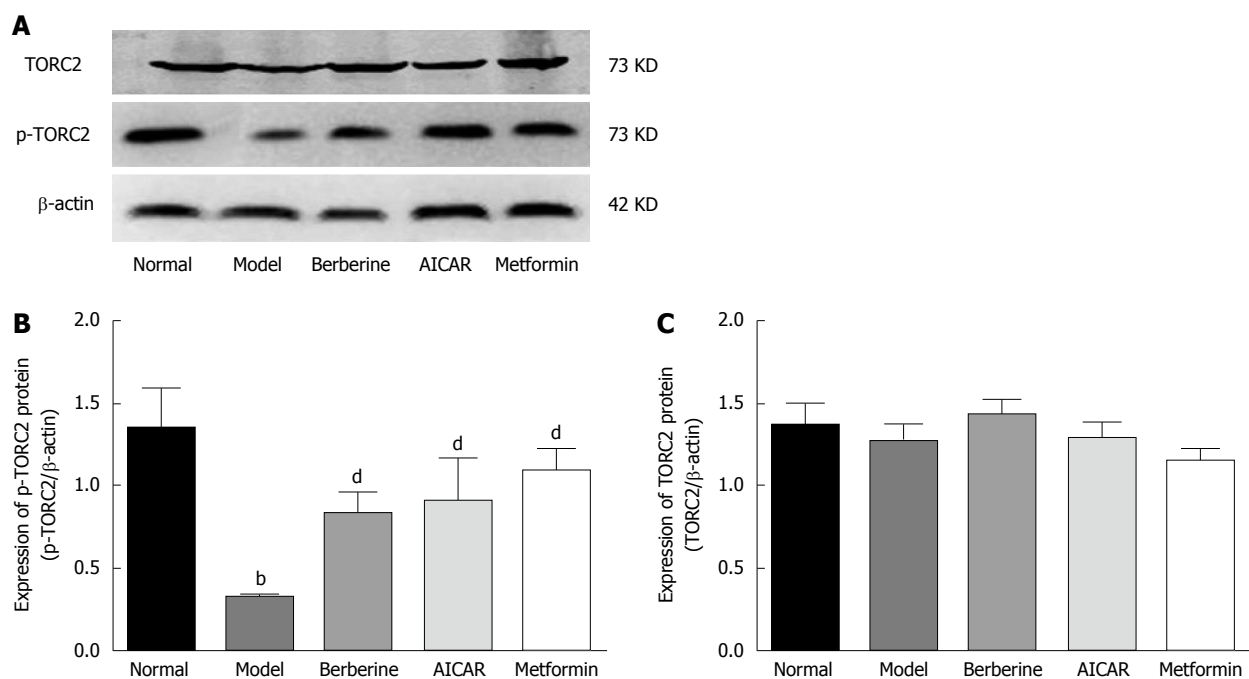 A
TORC2 73 KD
p-TORC2 73 KD
β-actin 42 KD
Normal Model Berberine AICAR Metformin
B
Expression of p-TORC2 protein
(p-TORC2/β-actin)
2.0
1.5
1.0
0.5
0.0
b
d
d
d
Normal Model Berberine AICAR Metformin
C
Expression of TORC2 protein
(TORC2/β-actin)
2.0
1.5
1.0
0.5
0.0
Normal Model Berberine AICAR Metformin